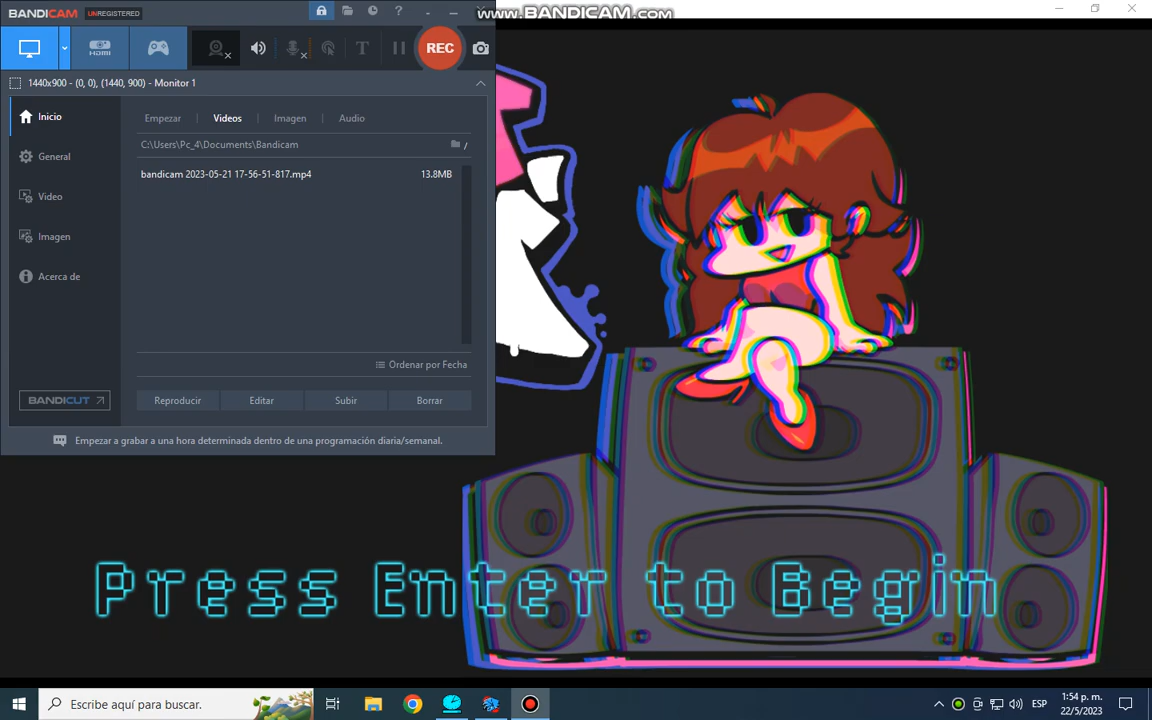 BANDICAM UNREGISTERED
www.BANDICAM.com
HDMI
REC
1440x900 - (0, 0), (1440, 900) - Monitor 1
Inicio
General
Video
Imagen
Acerca de
BANDICUT
Empezar Videos Imagen Audio
C:\Users\Pc_4\Documents\Bandicam
bandicam 2023-05-21 17-56-51-817.mp4 13.8MB
Ordenar por Fecha
Reproducir Editar Subir Borrar
Empezar a grabar a una hora determinada dentro de una programación diaria/semanal.
Press Enter to Begin
Escribe aquí para buscar.
ESP
1:54 p. m.
22/5/2023